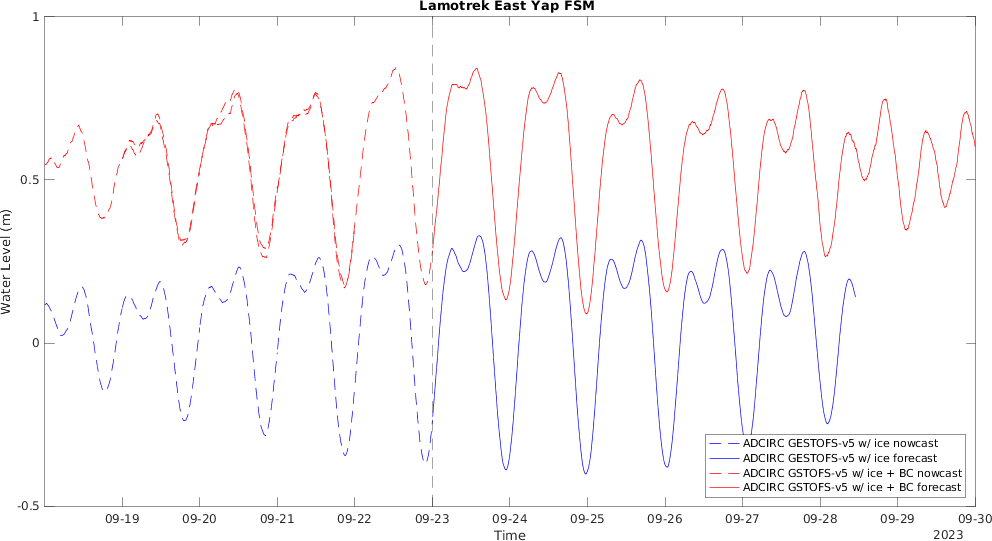 Lamotrek East Yap FSM
1
0.5
0
-0.5
Water Level (m)
ADCIRC GESTOFS-v5 w/ ice nowcast
ADCIRC GESTOFS-v5 w/ ice forecast
ADCIRC GSTOFS-v5 w/ ice + BC nowcast
ADCIRC GSTOFS-v5 w/ ice + BC forecast
09-19 09-20 09-21 09-22 09-23 09-24 09-25 09-26 09-27 09-28 09-29 09-30
Time
2023